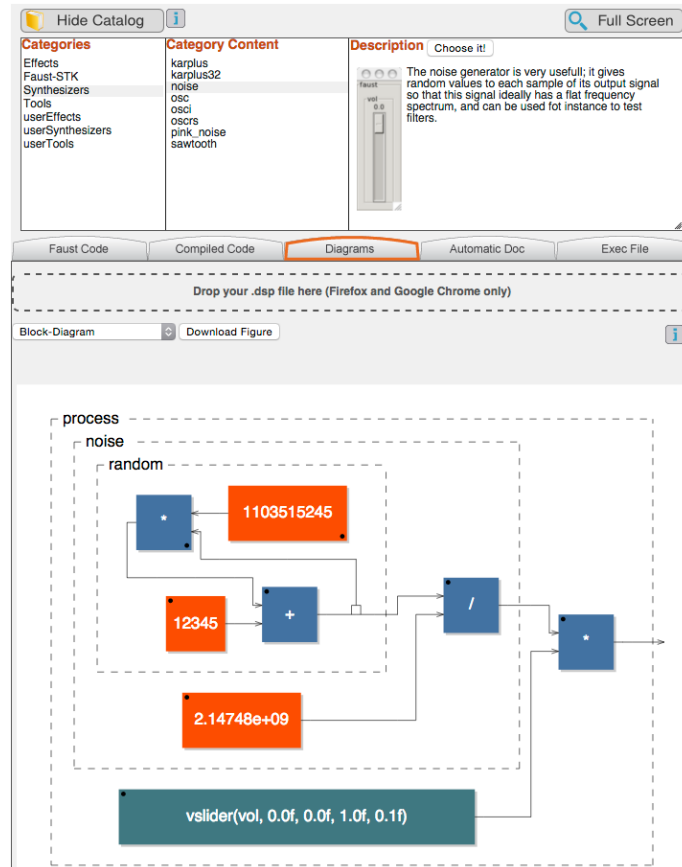 Hide Catalog
i
Full Screen
Categories
Effects
Faust-STK
Synthesizers
Tools
userEffects
userSynthesizers
userTools
Category Content
karplus
karplus32
noise
osc
osci
oscrs
pink_noise
sawtooth
Description
Choose it!
faust
vol
0.0
The noise generator is very usefull; it gives
random values to each sample of its output signal
so that this signal ideally has a flat frequency
spectrum, and can be used fot instance to test
filters.
Faust Code
Compiled Code
Diagrams
Automatic Doc
Exec File
Drop your .dsp file here (Firefox and Google Chrome only)
Block-Diagram
Download Figure
i
process
noise
random
*
1103515245
12345
+
/
*
2.14748e+09
vslider(vol, 0.0f, 0.0f, 1.0f, 0.1f)